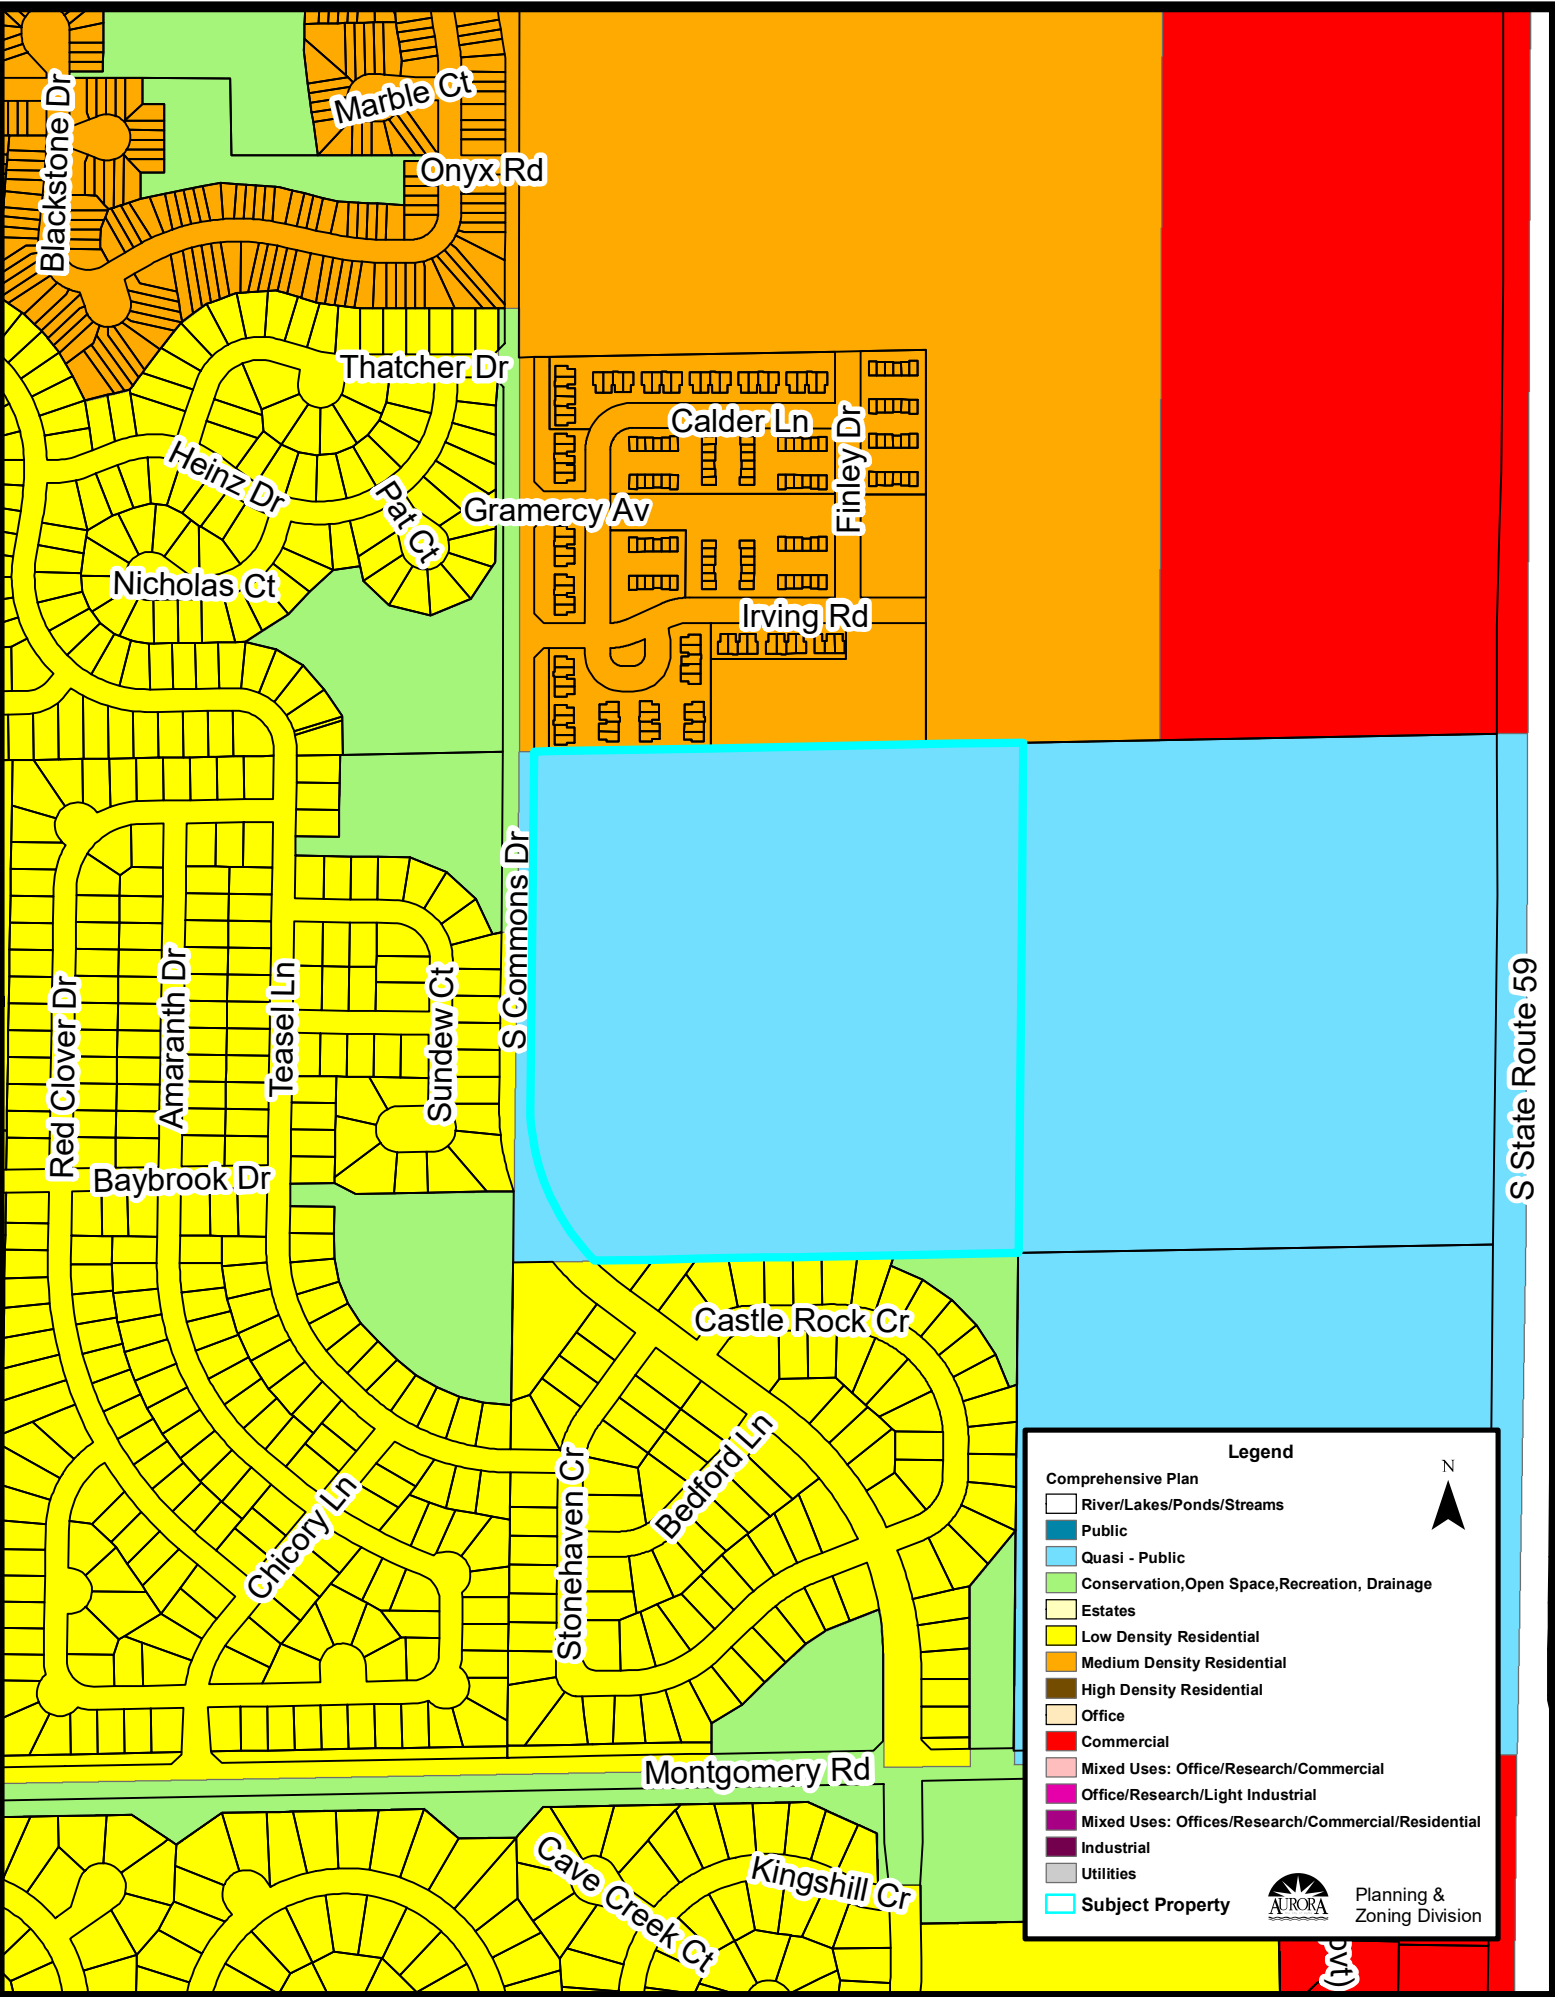 Blackstone Dr
Marble Ct
Onyx Rd
Thatcher Dr
Calder Ln
Finley Dr
Heinz Dr
Pat Ct
Gramercy Av
Nicholas Ct
Irving Rd
S Commons Dr
Red Clover Dr
Amaranth Dr
Teasel Ln
Sundew Ct
S State Route 59
Baybrook Dr
Castle Rock Cr
Chicory Ln
Stonehaven Cr
Bedford Ln
Montgomery Rd
Cave Creek Ct
Kingshill Cr
Legend
N
Comprehensive Plan
River/Lakes/Ponds/Streams
Public
Quasi - Public
Conservation,Open Space,Recreation, Drainage
Estates
Low Density Residential
Medium Density Residential
High Density Residential
Office
Commercial
Mixed Uses: Office/Research/Commercial
Office/Research/Light Industrial
Mixed Uses: Offices/Research/Commercial/Residential
Industrial
Utilities
Subject Property
AURORA
Planning &
Zoning Division